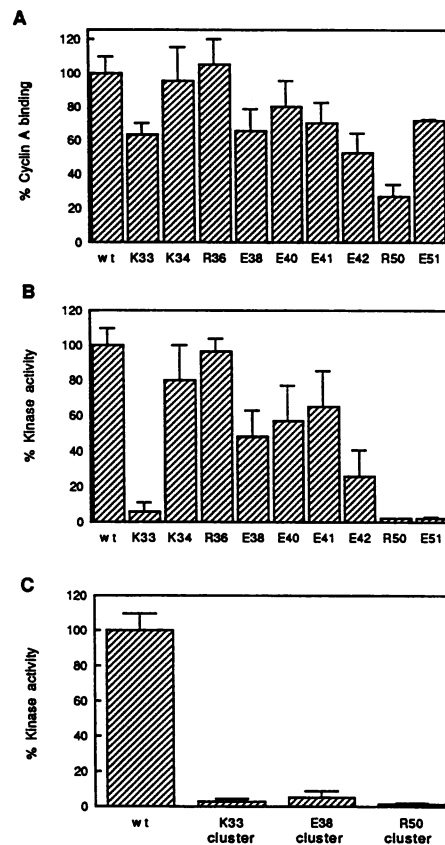 A
% Cyclin A binding
120
100
80
60
40
20
0
wt K33 K34 R36 E38 E40 E41 E42 R50 E51
B
% Kinase activity
120
100
80
60
40
20
0
wt K33 K34 R36 E38 E40 E41 E42 R50 E51
C
% Kinase activity
120
100
80
60
40
20
0
wt K33 E38 R50
cluster cluster cluster